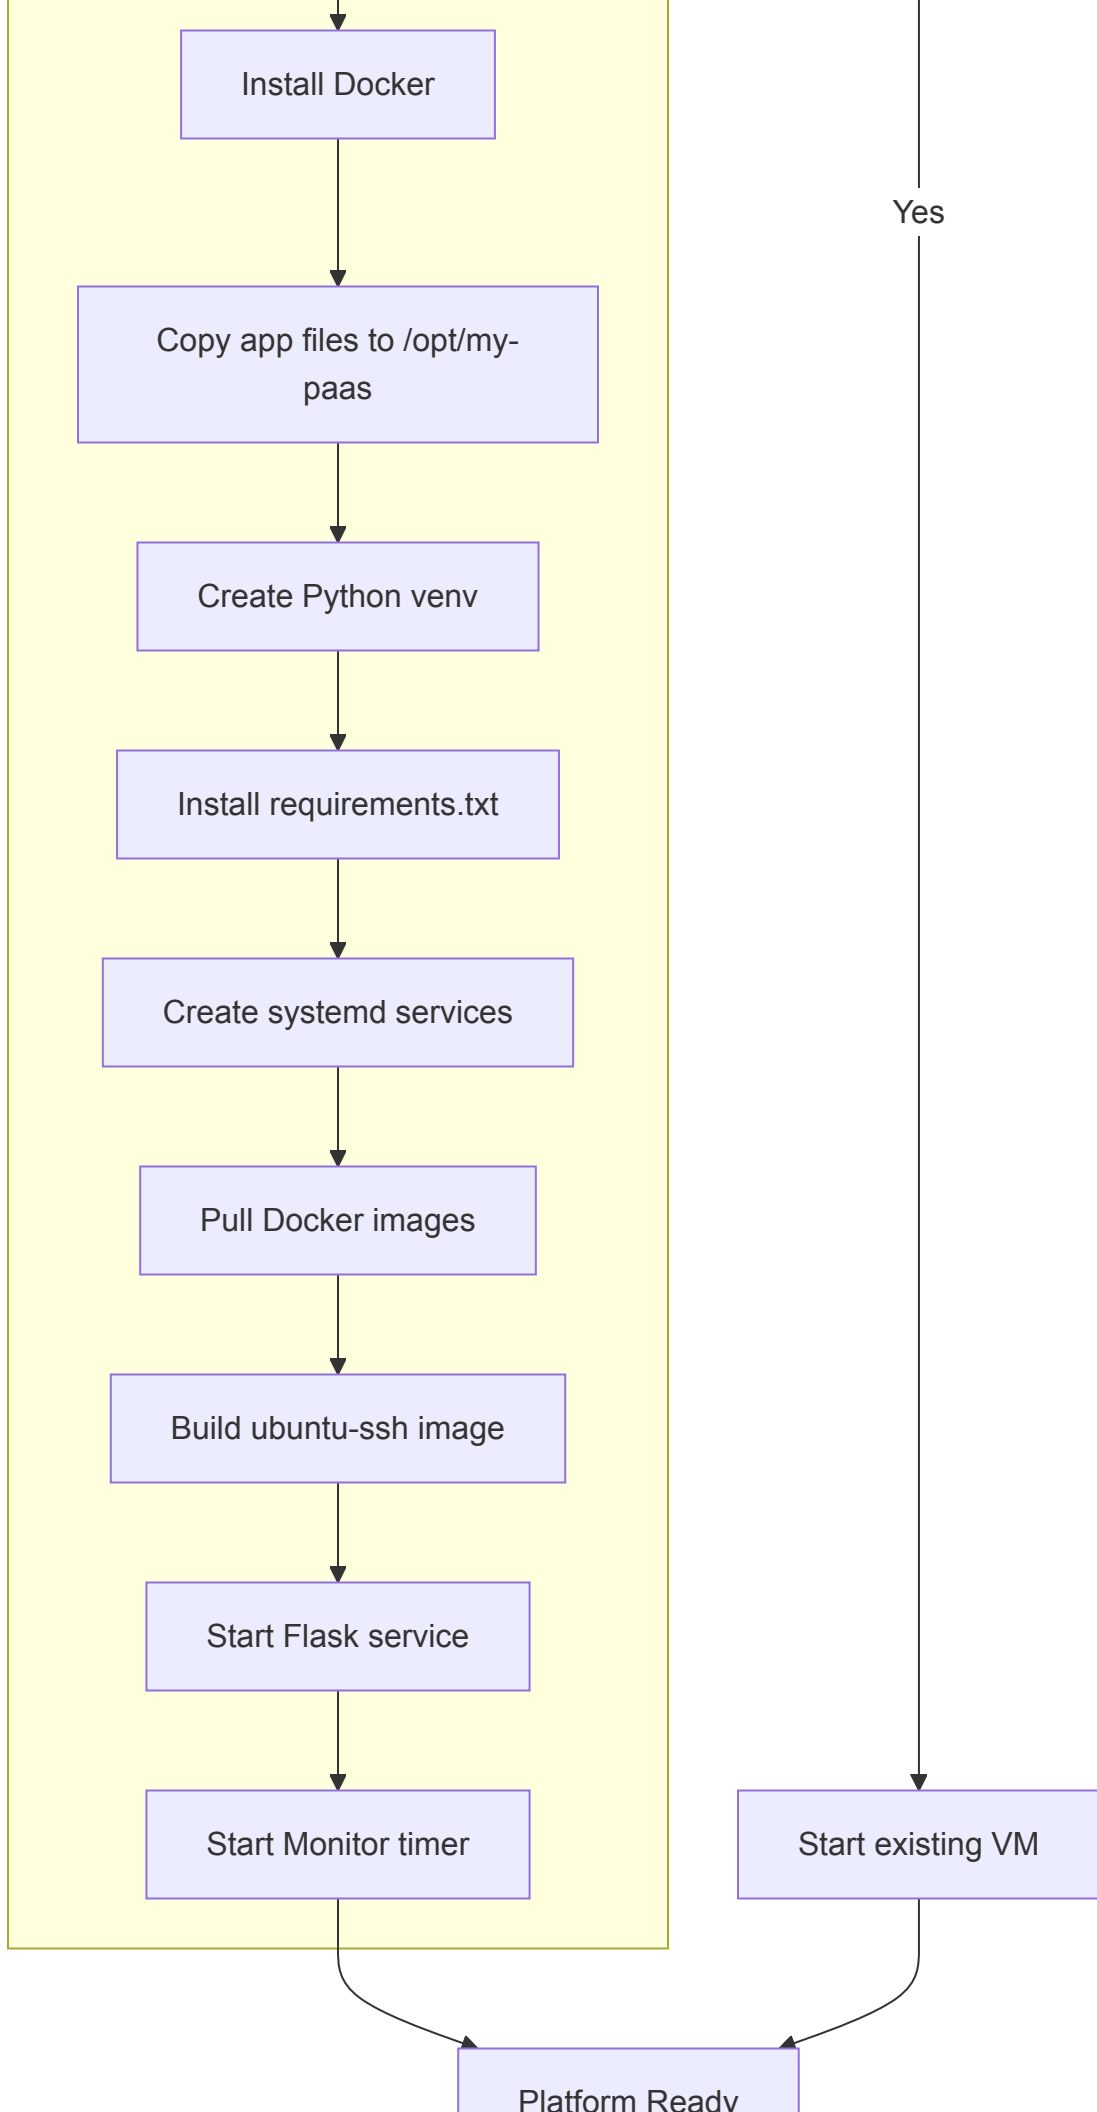 Install Docker
Yes
Copy app files to /opt/my-
paas
Create Python venv
Install requirements.txt
Create systemd services
Pull Docker images
Build ubuntu-ssh image
Start Flask service
Start Monitor timer
Start existing VM
Platform Ready